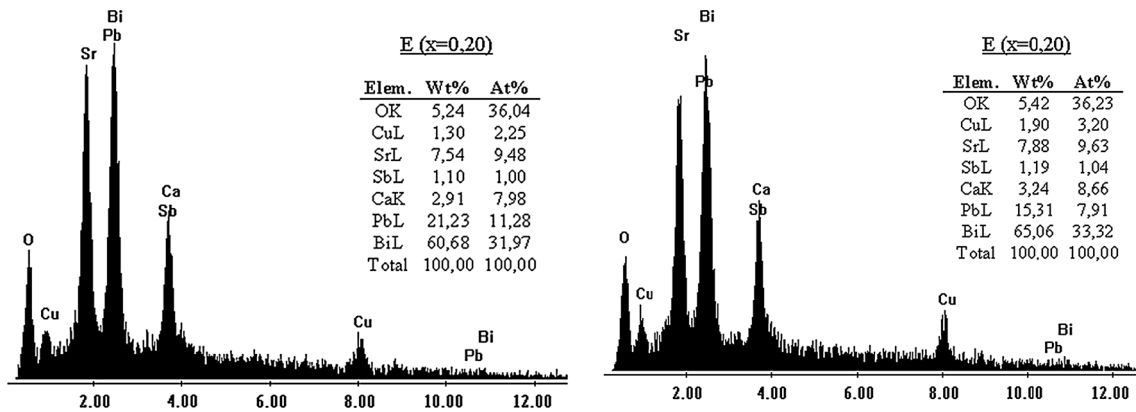 Bi
Pb
Sr
E (x=0,20)
Elem. Wt% At%
OK 5,24 36,04
CuL 1,30 2,25
SrL 7,54 9,48
SbL 1,10 1,00
CaK 2,91 7,98
PbL 21,23 11,28
BiL 60,68 31,97
Total 100,00 100,00
Ca
Sb
O
Cu
Cu
Bi
Pb
2.00 4.00 6.00 8.00 10.00 12.00
Bi
Sr
Pb
E (x=0,20)
Elem. Wt% At%
OK 5,42 36,23
CuL 1,90 3,20
SrL 7,88 9,63
SbL 1,19 1,04
CaK 3,24 8,66
PbL 15,31 7,91
BiL 65,06 33,32
Total 100,00 100,00
Ca
Sb
O
Cu
Cu
Bi
Pb
2.00 4.00 6.00 8.00 10.00 12.00